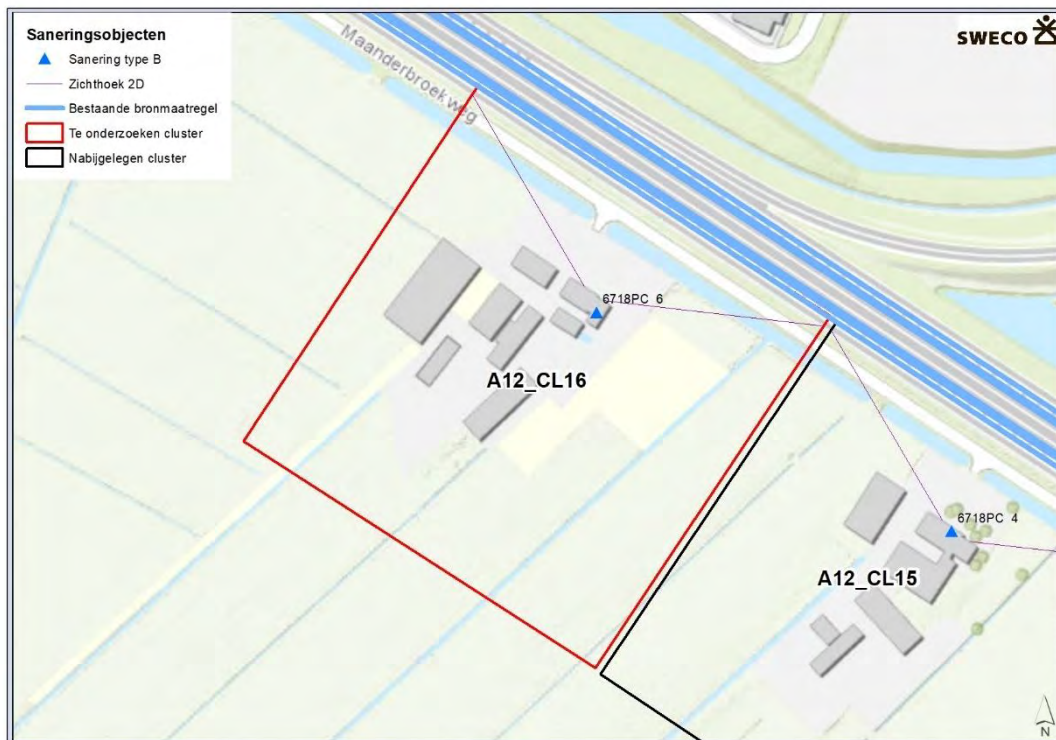 Saneringsobjecten
Sanering type B
Zichthoek 2D
Bestaande bronmaatregel
Te onderzoeken cluster
Nabijgelegen cluster
SWECO
Maanderbroekweg
6718PC 6
A12_CL16
6718PC 4
A12_CL15
N